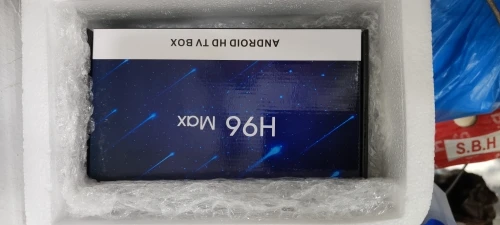 ANDROID HD TV BOX
H96 Max
S.B.H